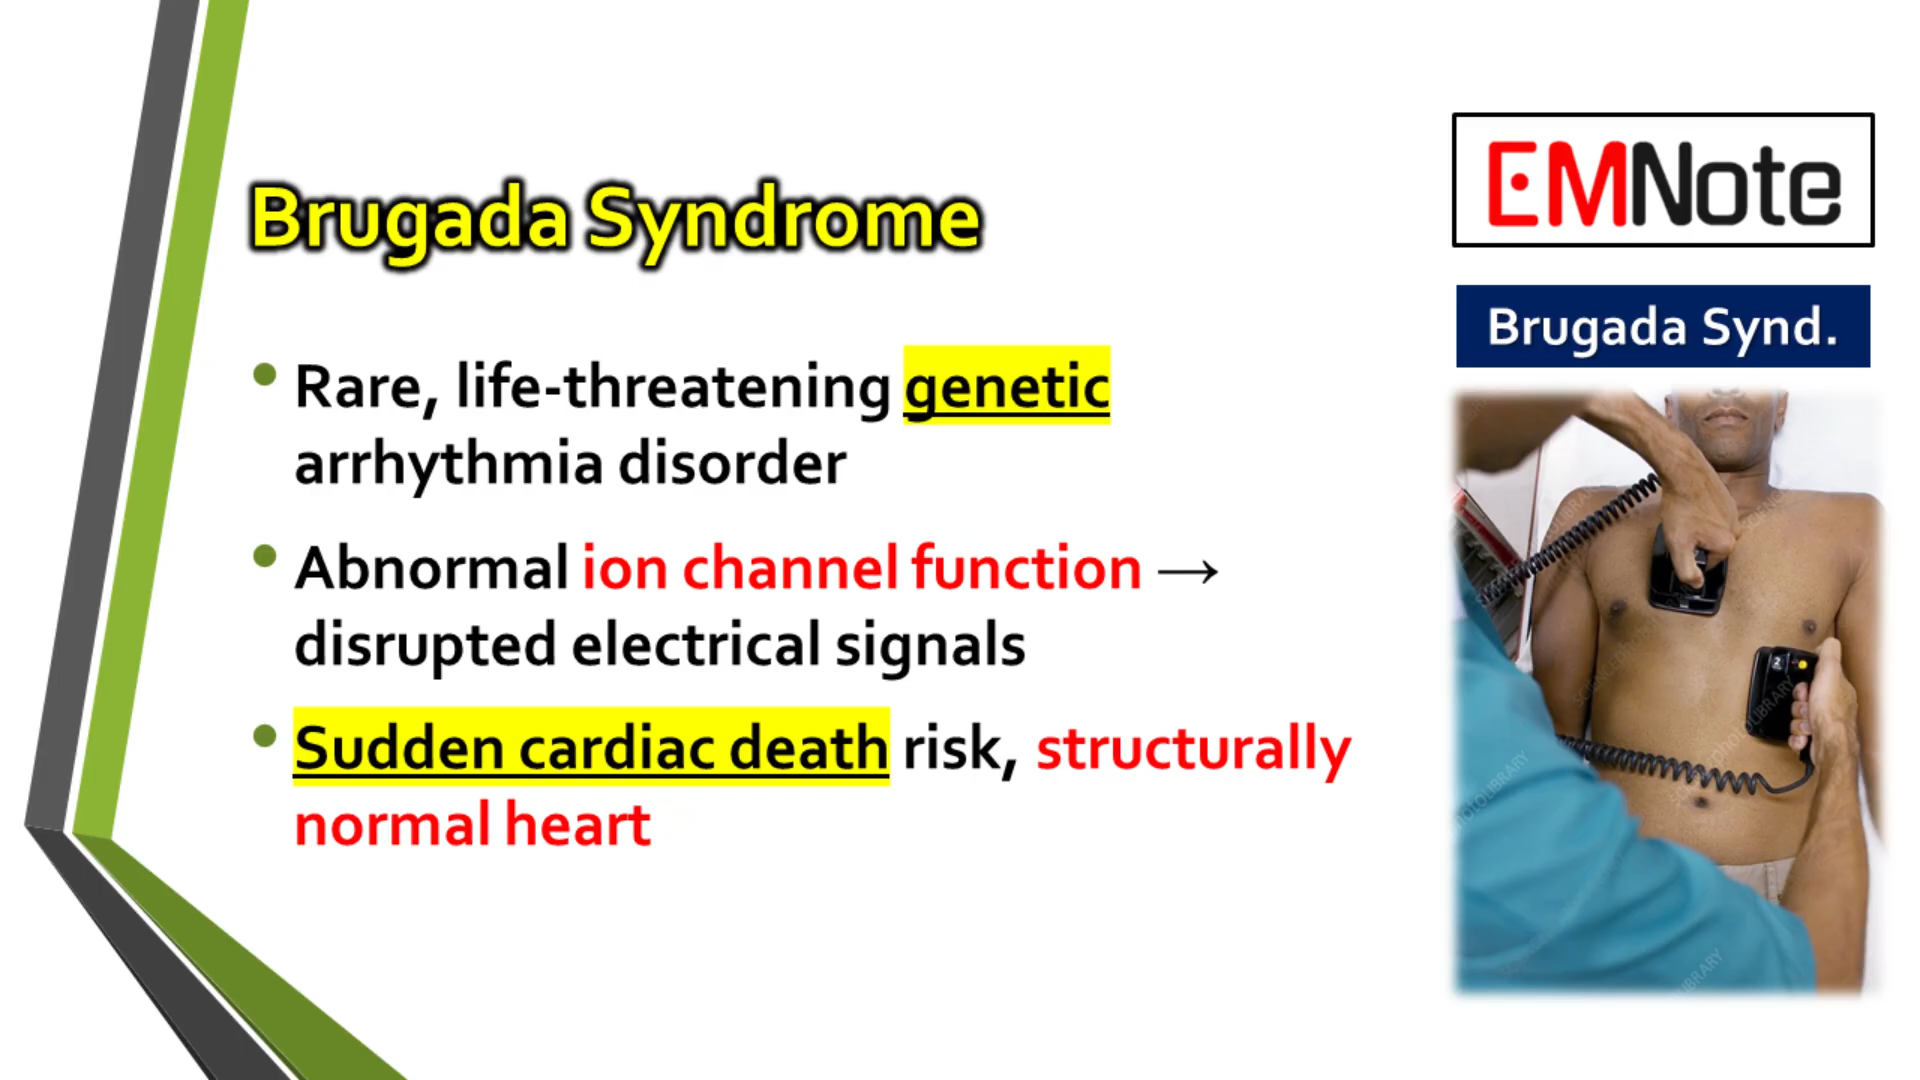 Brugada Syndrome
• Rare, life-threatening genetic
arrhythmia disorder
• Abnormal ion channel function →
disrupted electrical signals
• Sudden cardiac death risk, structurally
normal heart
EMNote
Brugada Synd.
2